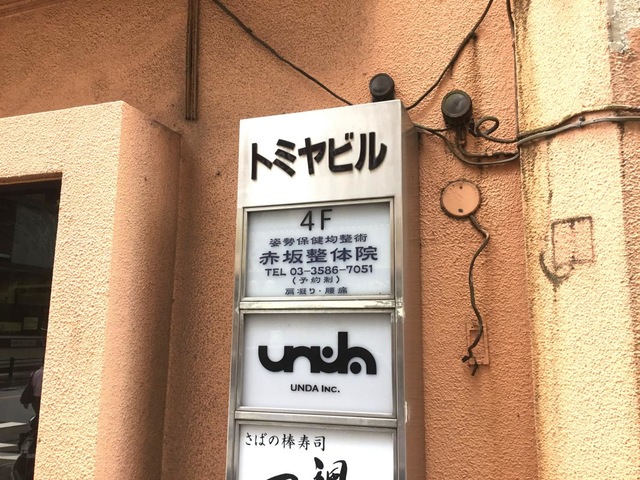 トミヤビル
4F
姿勢保健均整術
赤坂整体院
TEL 03-3586-7051
(予約制)
肩凝り・腰痛
unda
UNDA INC.
さばの棒寿司